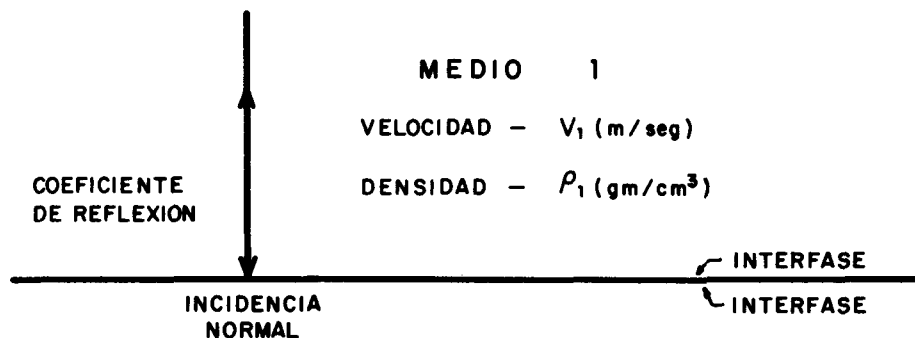 MEDIO 1
VELOCIDAD – V₁ (m/seg)
DENSIDAD – ρ₁ (gm/cm³)
COEFICIENTE
DE REFLEXION
INTERFASE
INTERFASE
INCIDENCIA
NORMAL